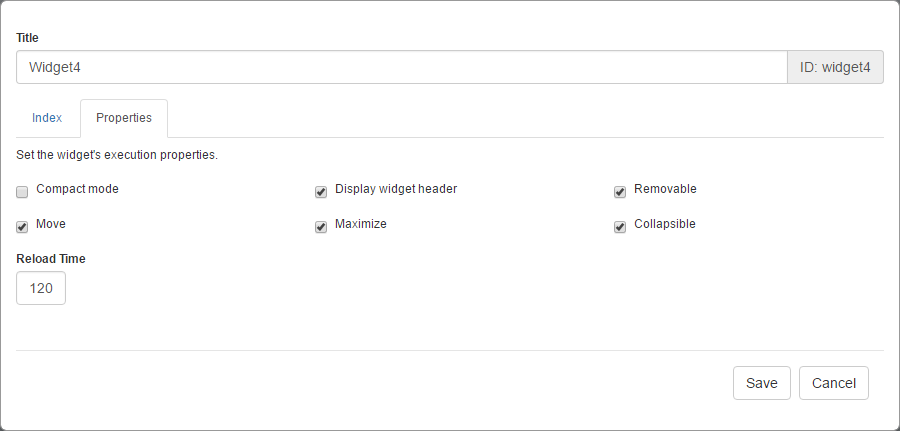 Title
Widget4 ID: widget4
Index Properties
Set the widget's execution properties.
Compact mode Display widget header Removable
Move Maximize Collapsible
Reload Time
120
Save Cancel